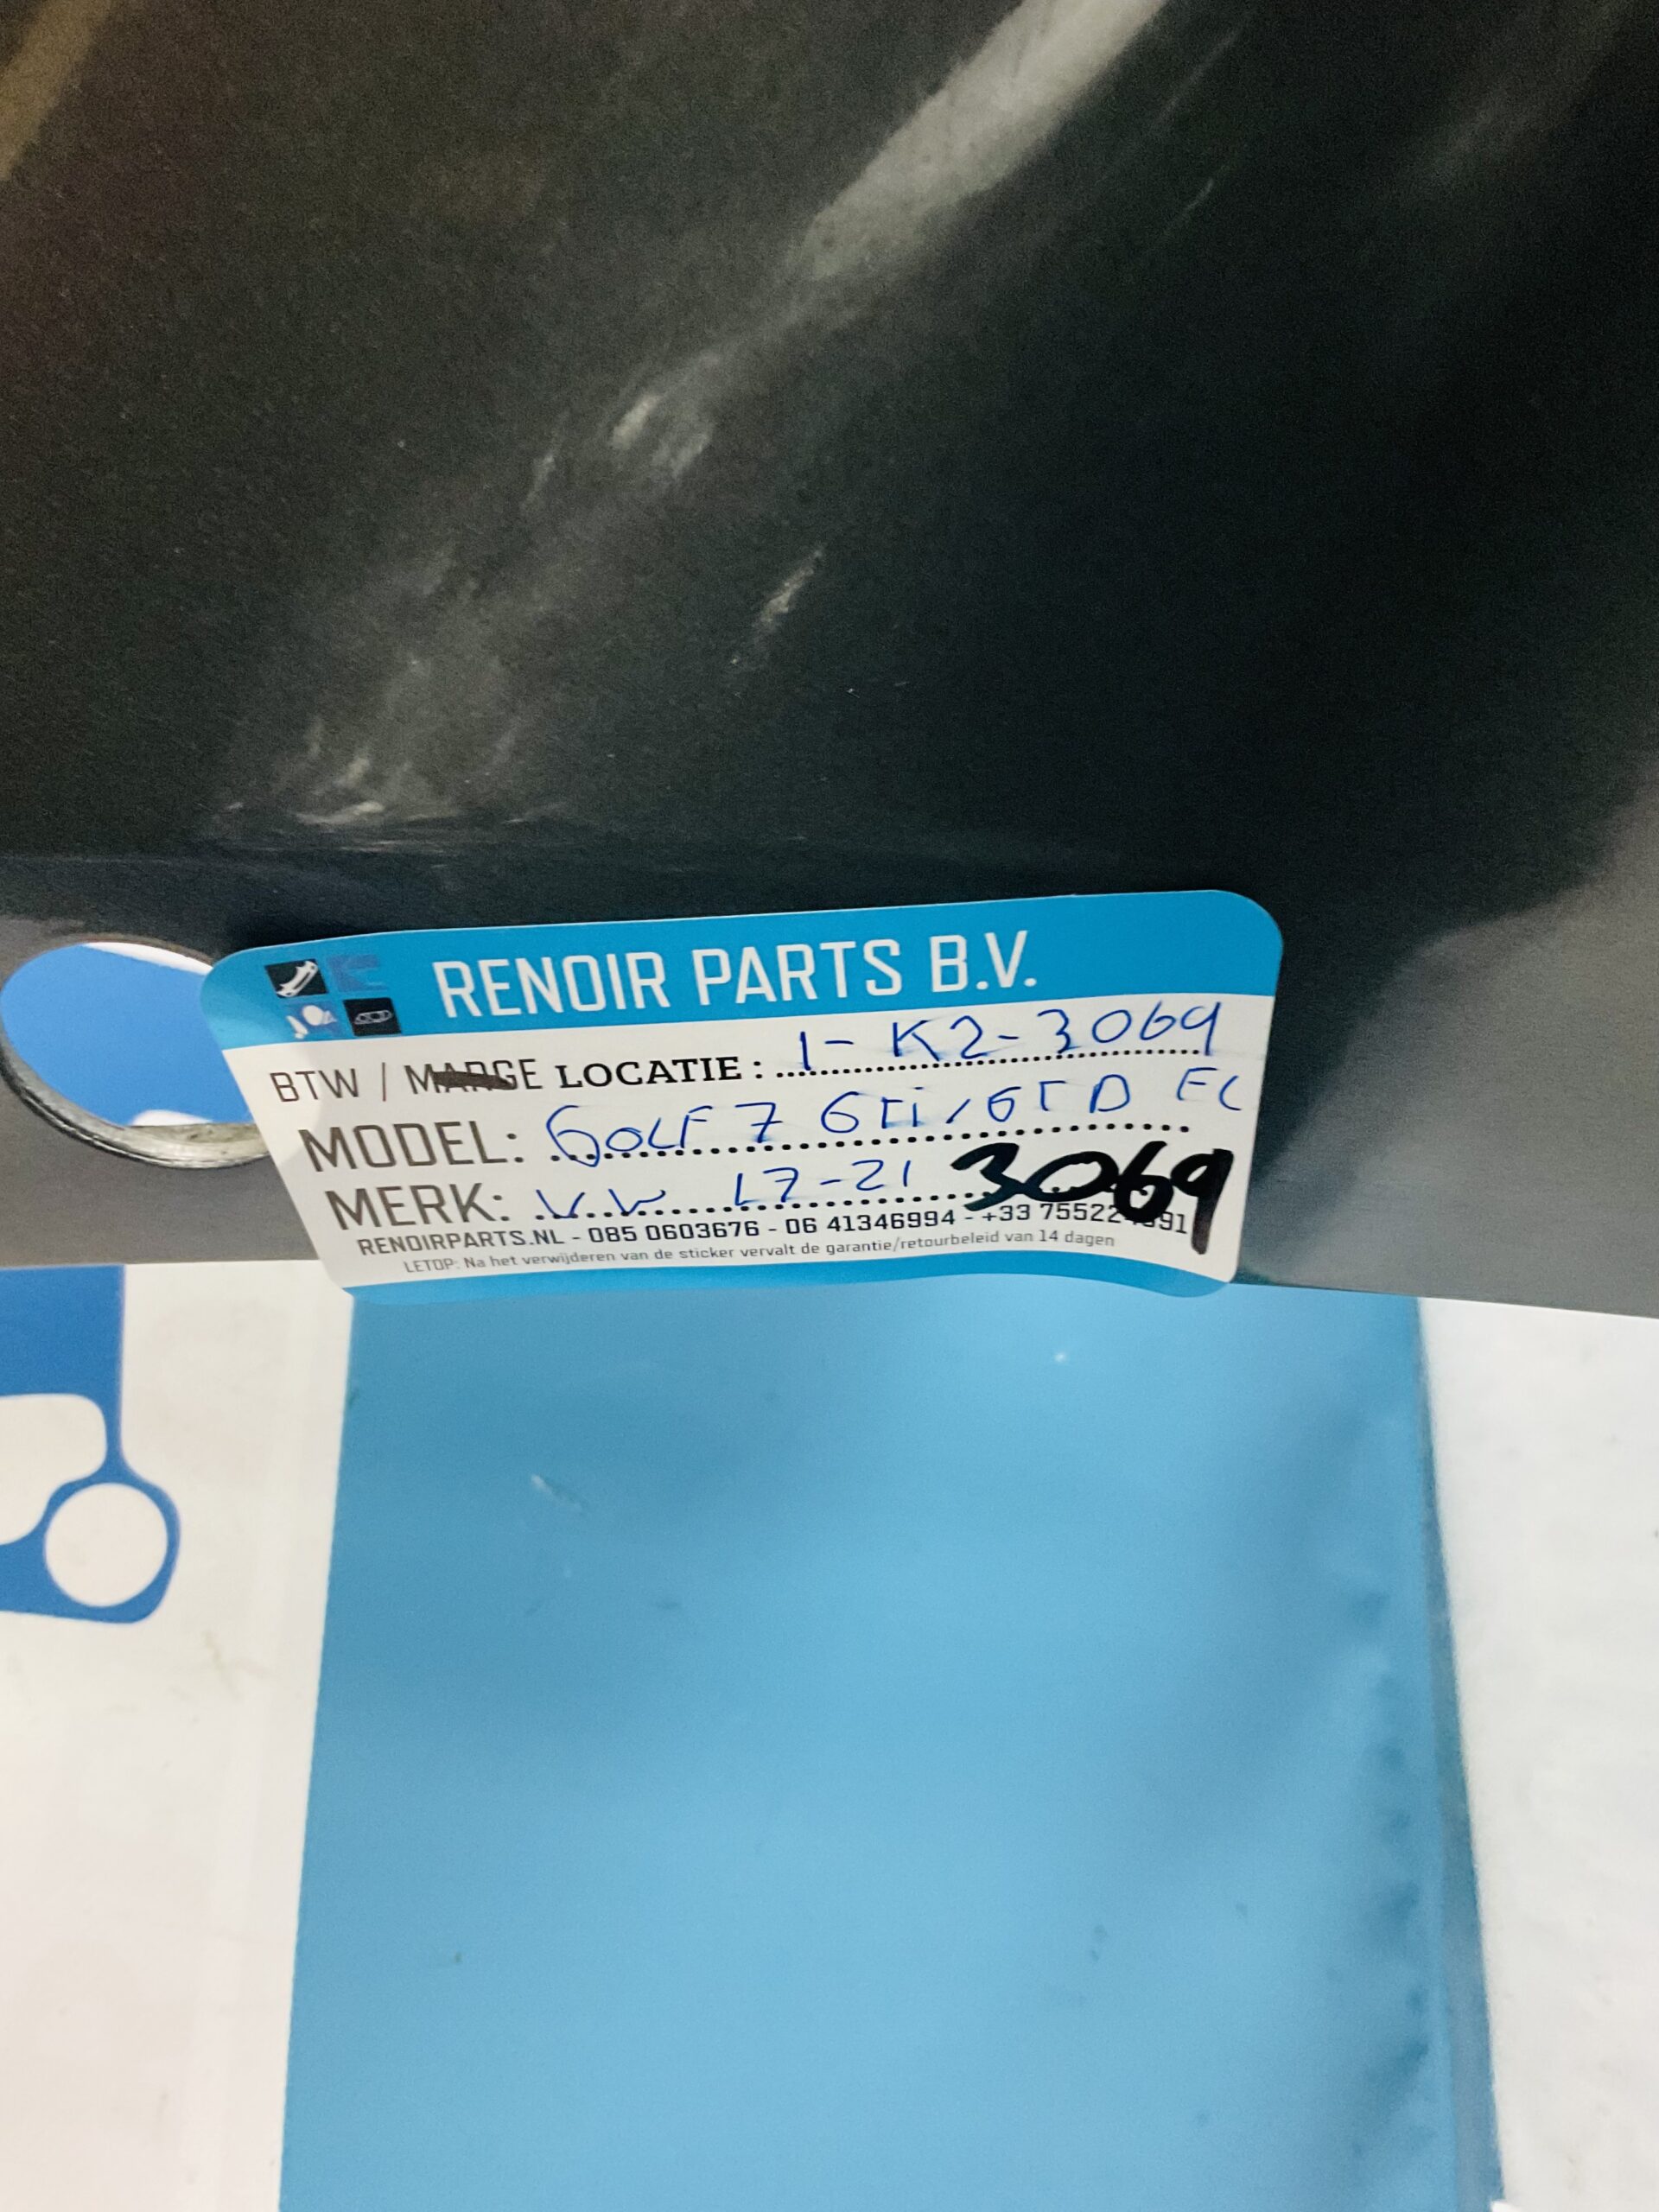 RENOIR PARTS B.V.
BTW / MARGE LOCATIE : 1-K2-3069
MODEL: GOLF 7 GTi/GTD FL
MERK: VW 17-21 3069
RENOIRPARTS.NL - 085 0603676 - 06 41346994 - +33
LETOP: Na het verwijderen van de sticker vervalt de garantie/retourbeleid van 14 dagen